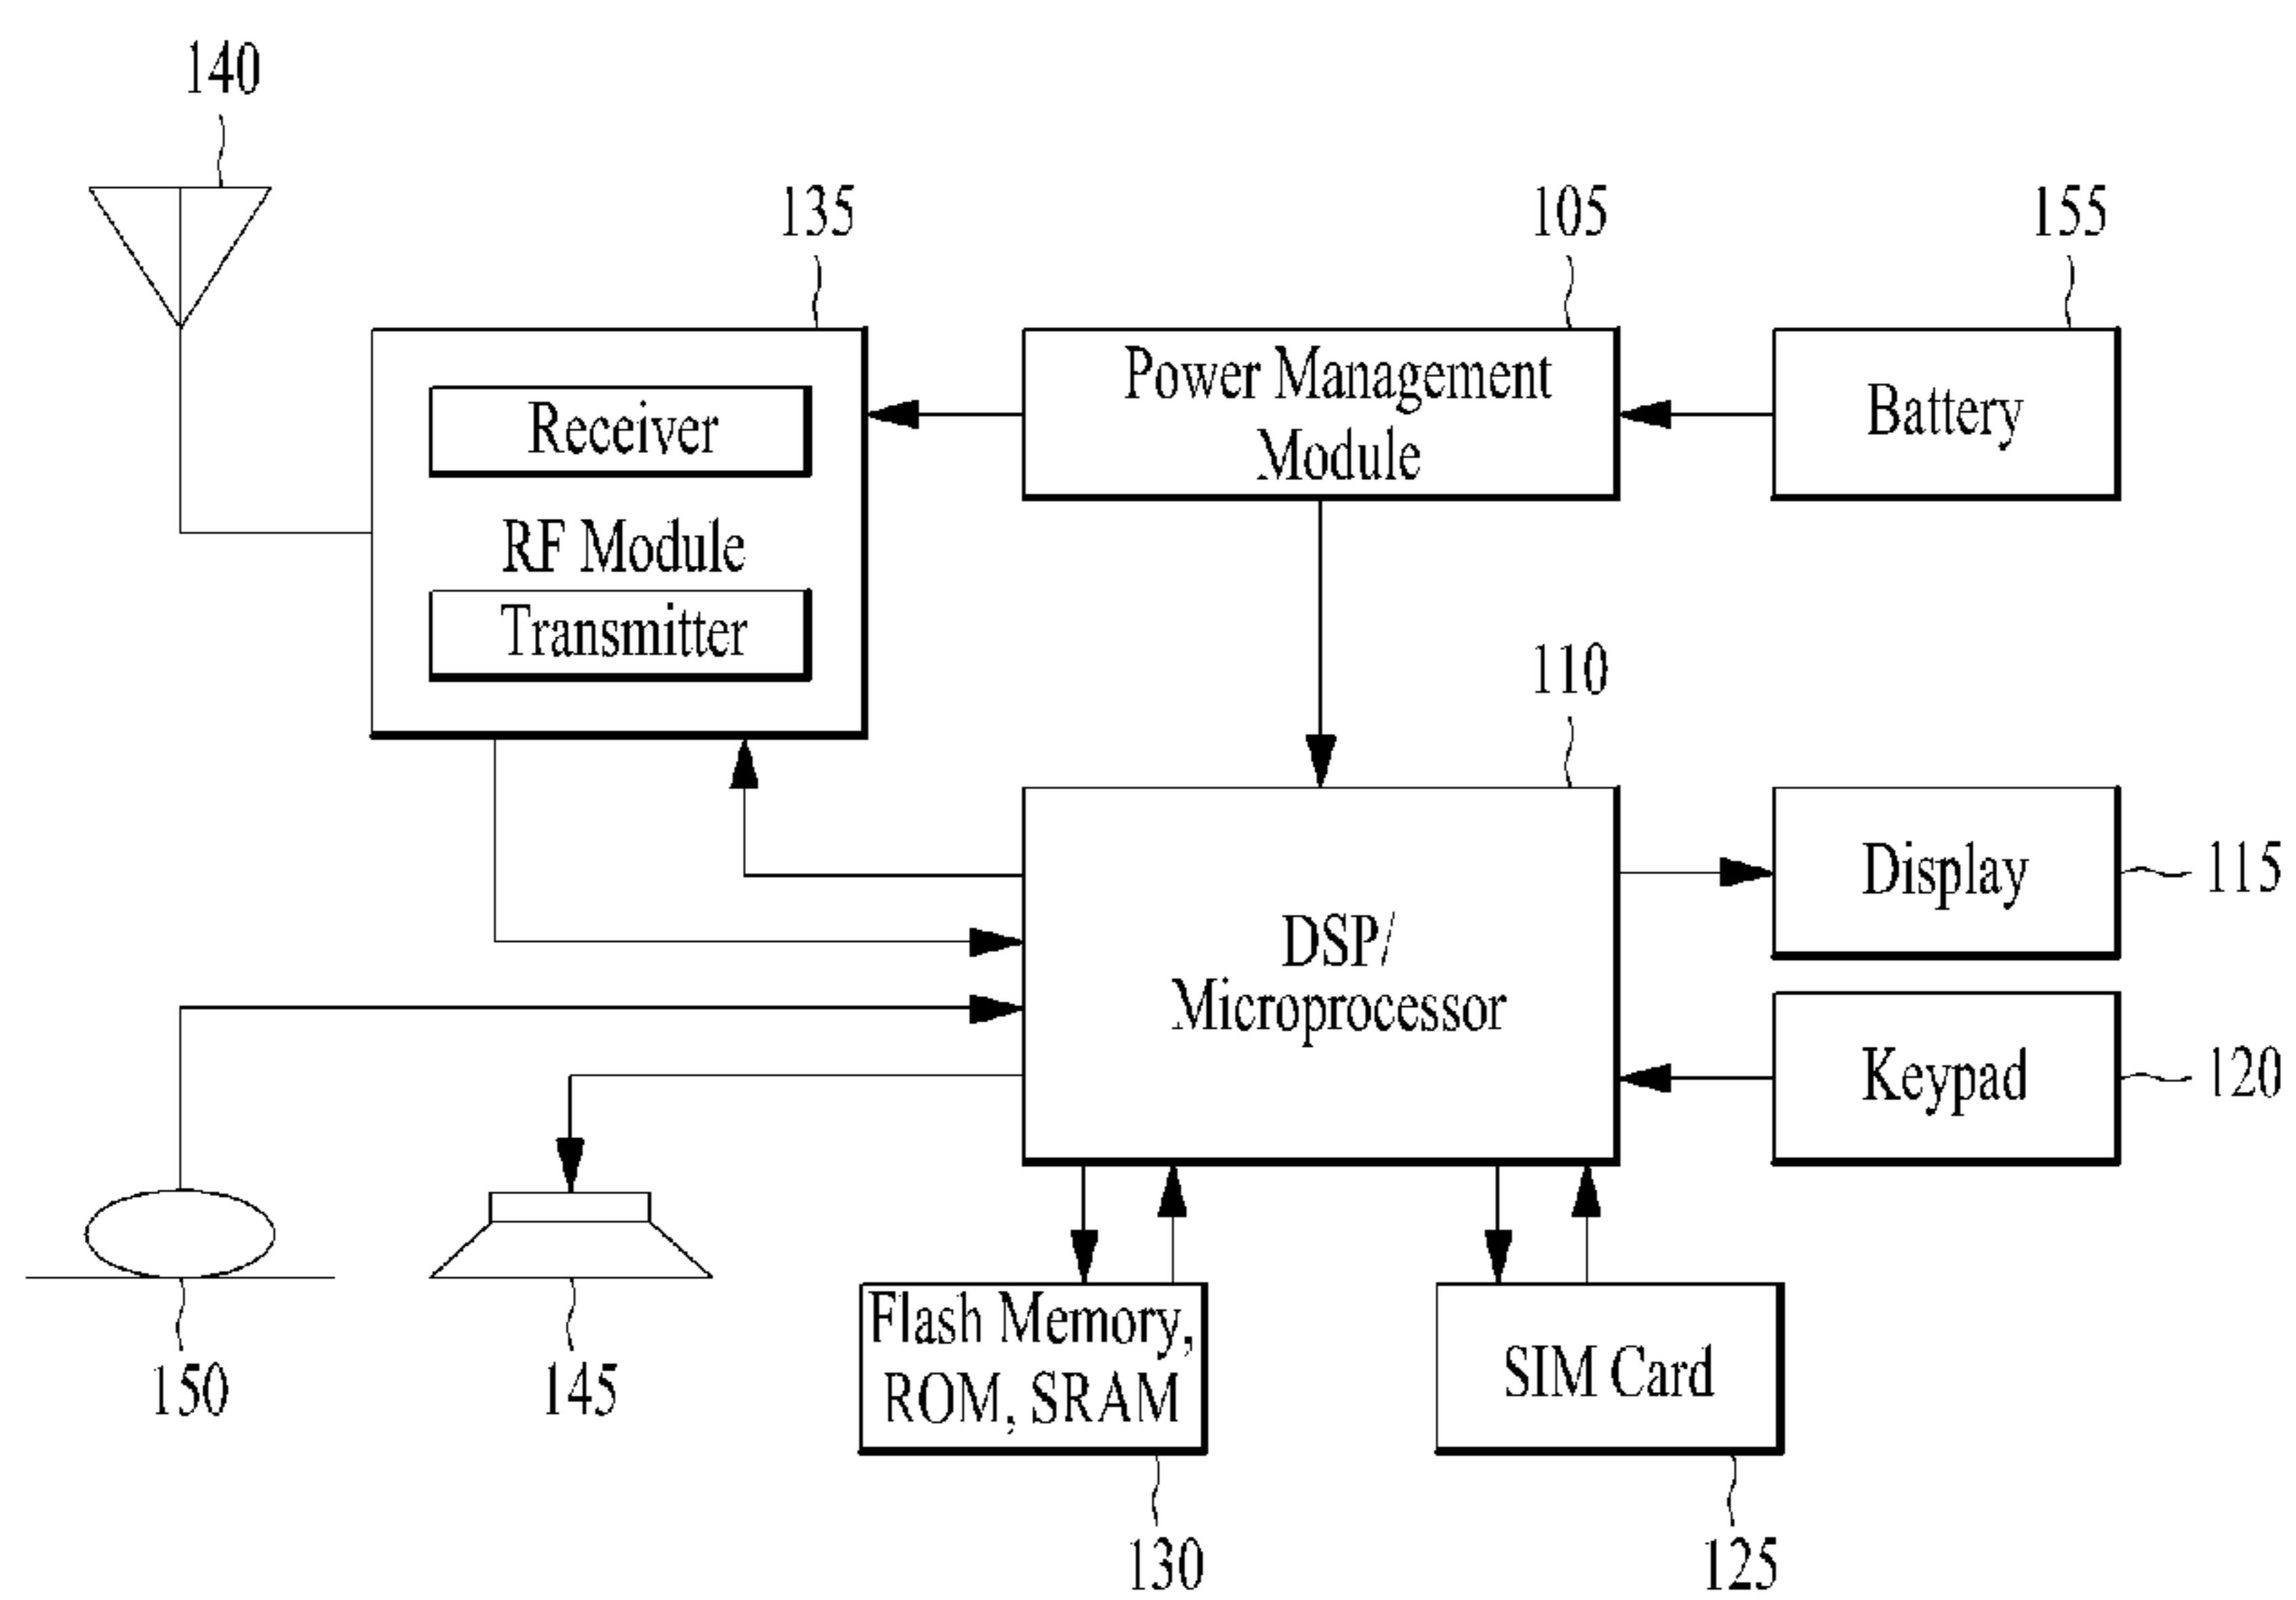 140
135
105
155
Receiver
RF Module
Transmitter
Power Management
Module
Battery
110
DSP/
Microprocessor
Display
115
Keypad
120
150
145
Flash Memory,
ROM, SRAM
SIM Card
130
125